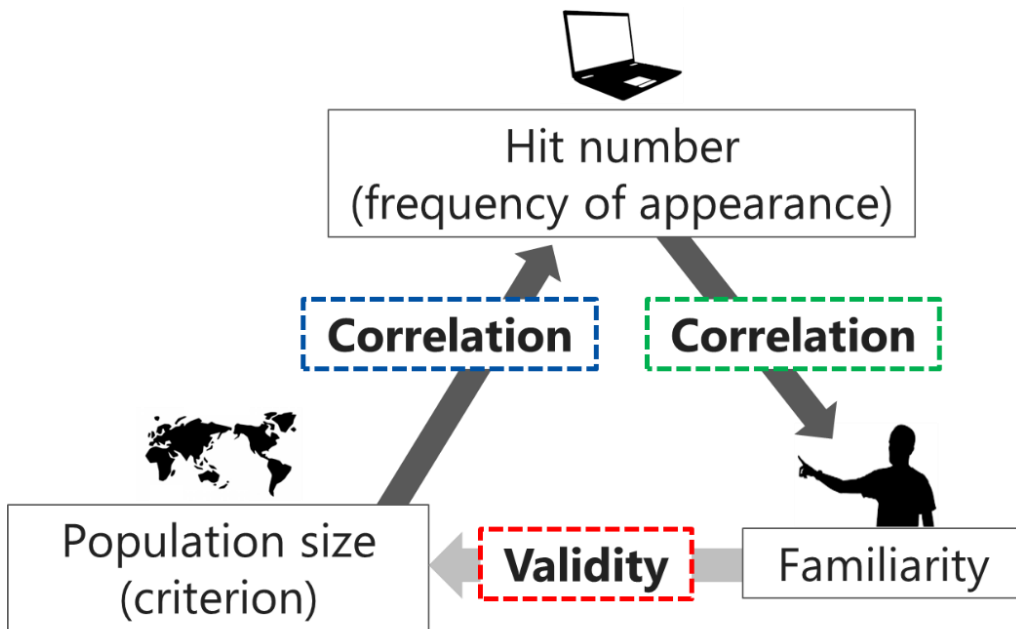 Hit number
(frequency of appearance)
Correlation
Correlation
Population size
(criterion)
Validity
Familiarity